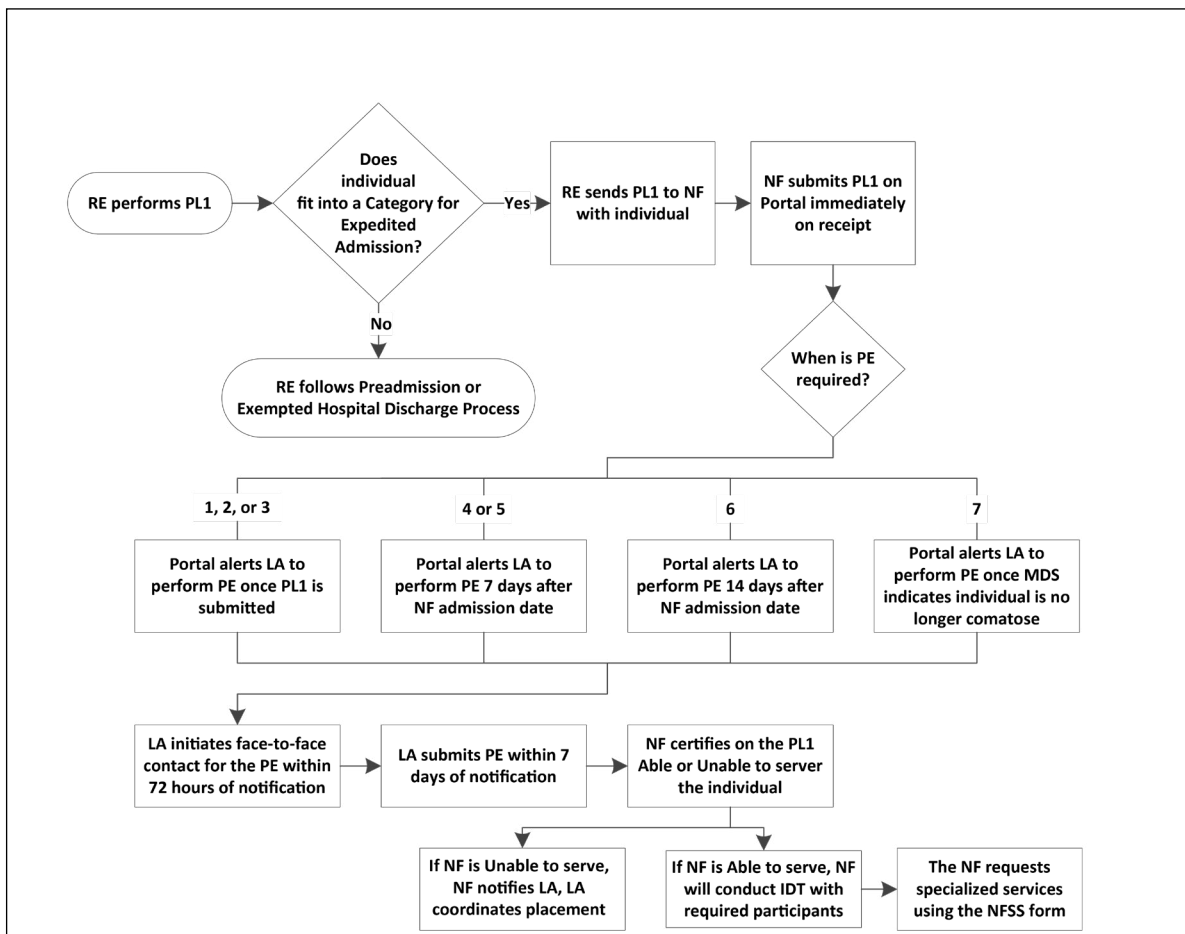 RE performs PL1
Does
individual
fit into a Category for
Expedited
Admission?
Yes
RE sends PL1 to NF
with individual
NF submits PL1 on
Portal immediately
on receipt
No
RE follows Preadmission or
Exempted Hospital Discharge Process
When is PE
required?
1, 2, or 3
4 or 5
6
7
Portal alerts LA to
perform PE once PL1 is
submitted
Portal alerts LA to
perform PE 7 days after
NF admission date
Portal alerts LA to
perform PE 14 days after
NF admission date
Portal alerts LA to
perform PE once MDS
indicates individual is no
longer comatose
LA initiates face-to-face
contact for the PE within
72 hours of notification
LA submits PE within 7
days of notification
NF certifies on the PL1
Able or Unable to server
the individual
If NF is Unable to serve,
NF notifies LA, LA
coordinates placement
If NF is Able to serve, NF
will conduct IDT with
required participants
The NF requests
specialized services
using the NFSS form